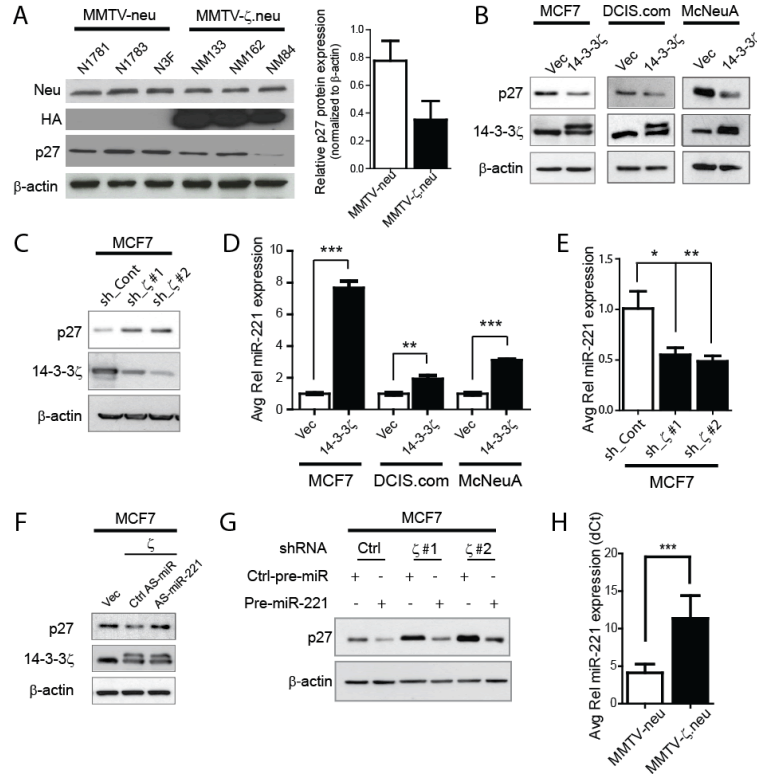 A
MMTV-neu
MMTV-ζ.neu
N1781
N1783
N3F
NM133
NM162
NM84
Neu
HA
p27
β-actin
Relative p27 protein expression
(normalized to β-actin)
1.0
0.8
0.6
0.4
0.2
0.0
MMTV-neu
MMTV-ζ.neu
B
MCF7
DCIS.com
McNeuA
Vec
14-3-3ζ
Vec
14-3-3ζ
Vec
14-3-3ζ
p27
14-3-3ζ
β-actin
C
MCF7
sh_Cont
sh_ζ #1
sh_ζ #2
p27
14-3-3ζ
β-actin
D
Avg Rel miR-221 expression
10
8
6
4
2
0
***
**
***
Vec
14-3-3ζ
Vec
14-3-3ζ
Vec
14-3-3ζ
MCF7
DCIS.com
McNeuA
E
Avg Rel miR-221 expression
1.5
1.0
0.5
0.0
*
**
sh_Cont
sh_ζ #1
sh_ζ #2
MCF7
F
MCF7
ζ
Vec
Ctrl AS-miR
AS-miR-221
p27
14-3-3ζ
β-actin
G
MCF7
shRNA
Ctrl
ζ #1
ζ #2
Ctrl-pre-miR
+ - + - + -
Pre-miR-221
- + - + - +
p27
β-actin
H
Avg Rel miR-221 expression (dCt)
20
15
10
5
0
***
MMTV-neu
MMTV-ζ.neu